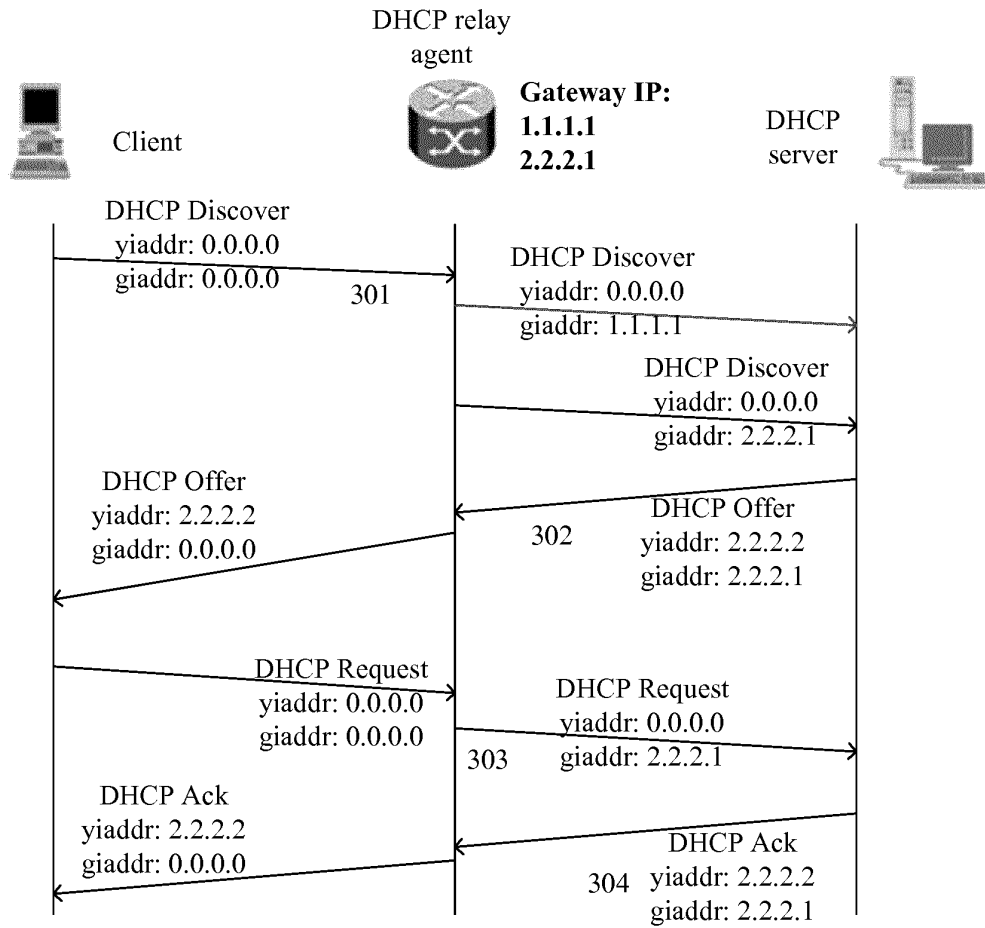 DHCP relay
agent
Gateway IP:
1.1.1.1
2.2.2.1
Client
DHCP
server
DHCP Discover
yiaddr: 0.0.0.0
giaddr: 0.0.0.0
301
DHCP Discover
yiaddr: 0.0.0.0
giaddr: 1.1.1.1
DHCP Discover
yiaddr: 0.0.0.0
giaddr: 2.2.2.1
DHCP Offer
yiaddr: 2.2.2.2
giaddr: 0.0.0.0
302
DHCP Offer
yiaddr: 2.2.2.2
giaddr: 2.2.2.1
DHCP Request
yiaddr: 0.0.0.0
giaddr: 0.0.0.0
303
DHCP Request
yiaddr: 0.0.0.0
giaddr: 2.2.2.1
DHCP Ack
yiaddr: 2.2.2.2
giaddr: 0.0.0.0
304
DHCP Ack
yiaddr: 2.2.2.2
giaddr: 2.2.2.1